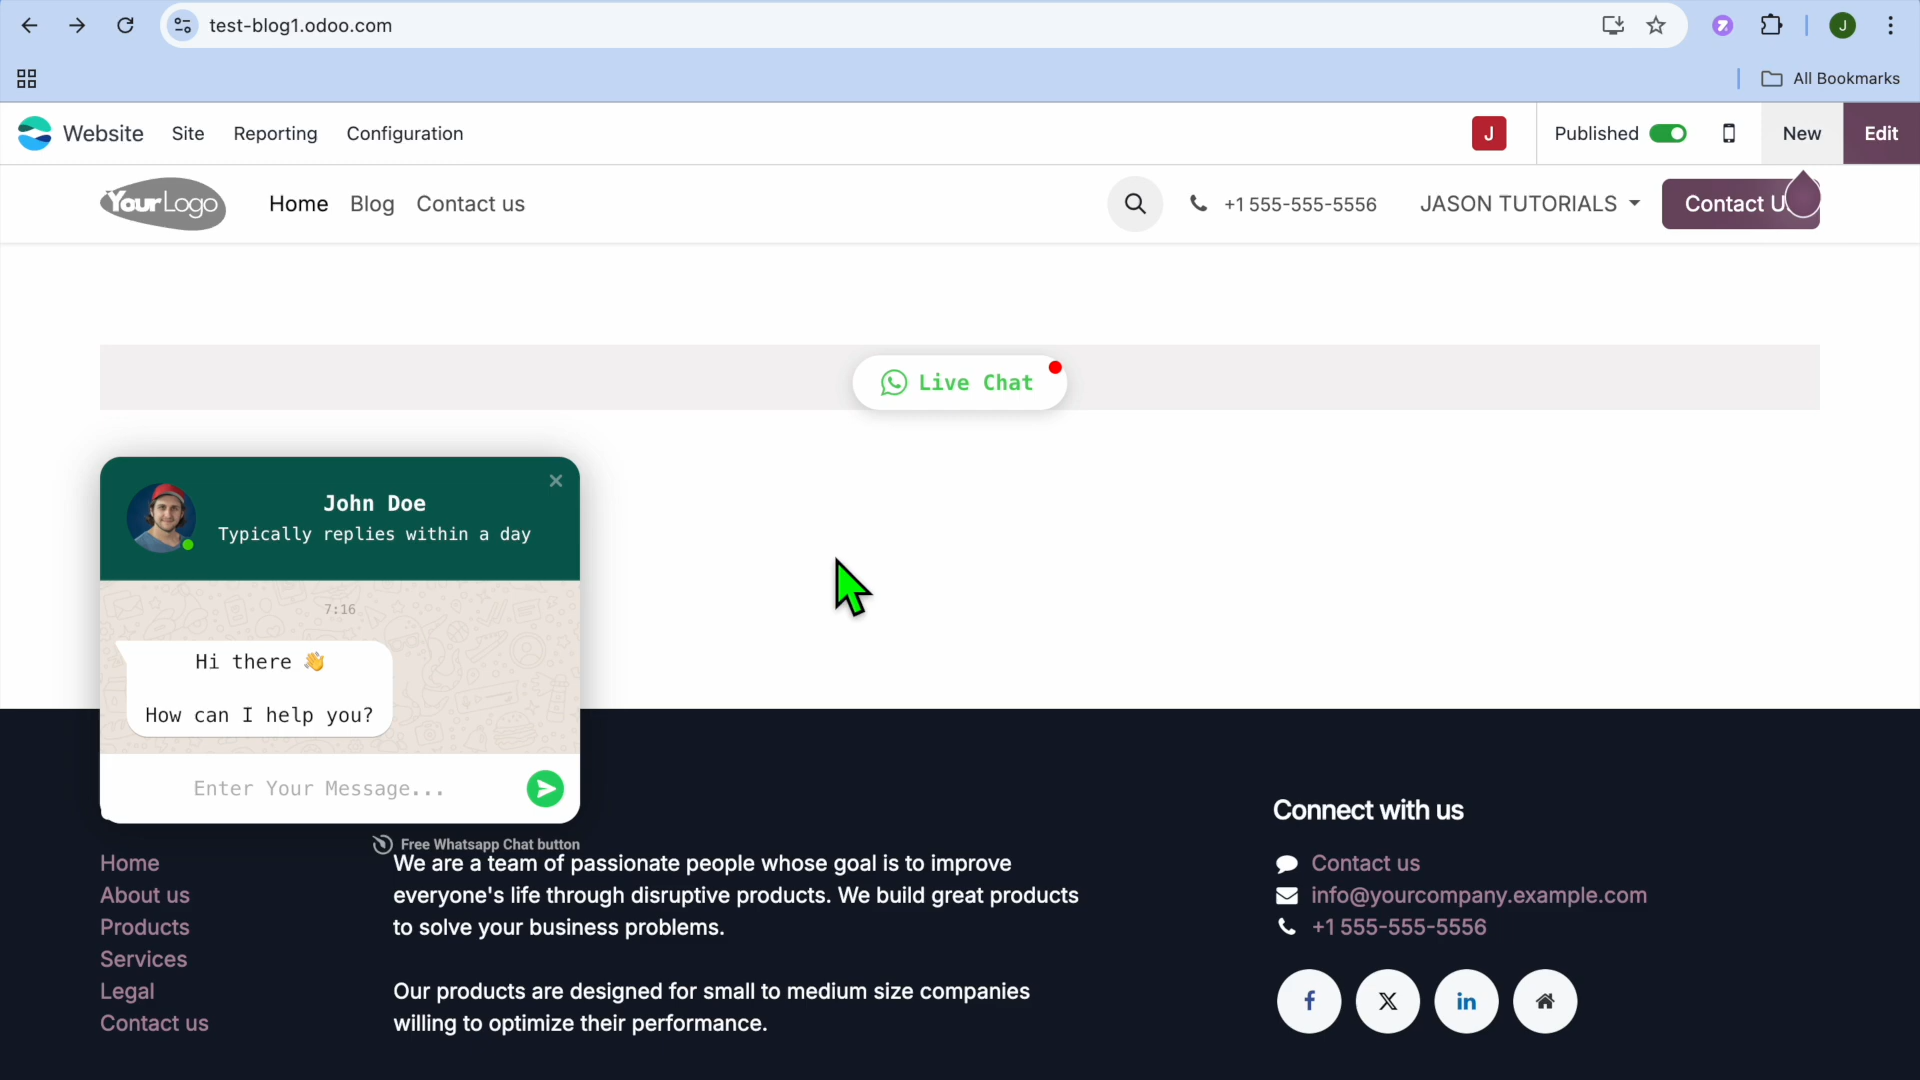 test-blog1.odoo.com
All Bookmarks
Website Site Reporting Configuration
J
Published
New
Edit
YourLogo
Home Blog Contact us
+1 555-555-5556
JASON TUTORIALS
Contact U
Live Chat
John Doe
Typically replies within a day
7:16
Hi there 👋
How can I help you?
Enter Your Message...
Free Whatsapp Chat button
Home
About us
Products
Services
Legal
Contact us
We are a team of passionate people whose goal is to improve
everyone's life through disruptive products. We build great products
to solve your business problems.
Our products are designed for small to medium size companies
willing to optimize their performance.
Connect with us
Contact us
info@yourcompany.example.com
+1 555-555-5556